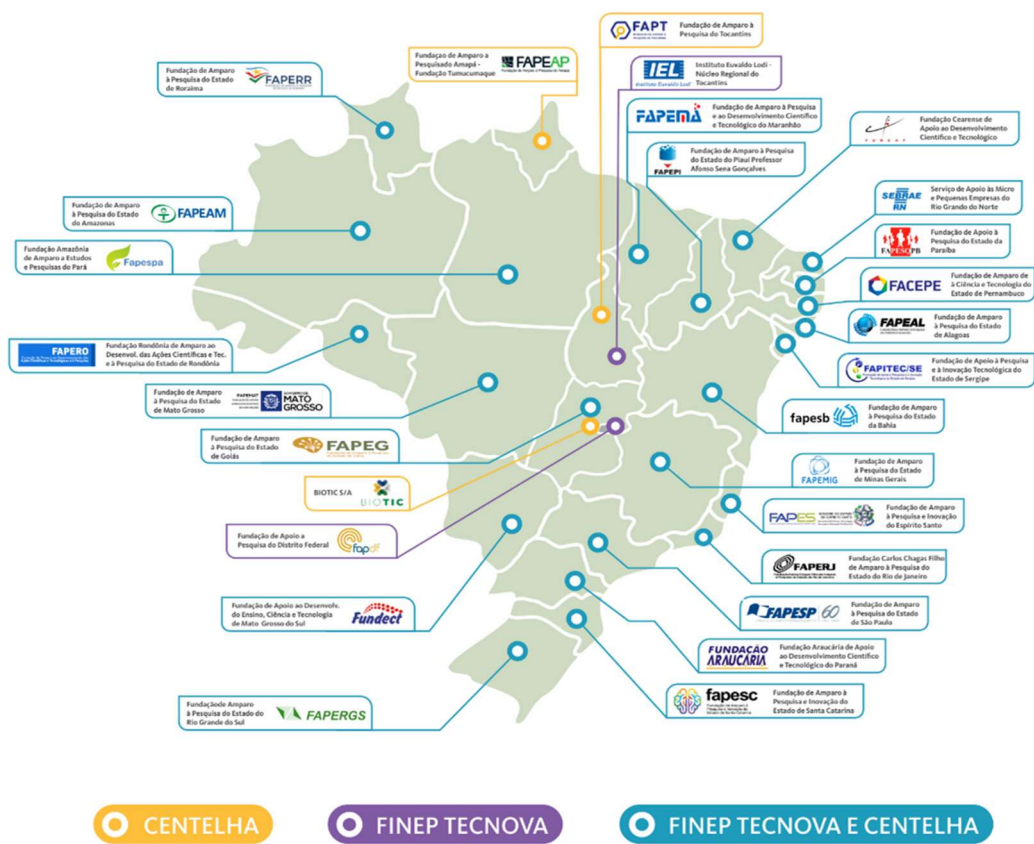 FAPT
Fundação de Amparo à
Pesquisa do Tocantins
Fundaçao de Amparo a
Pesquisado Amapá -
Fundação Tumucumaque
FAPEAP
IEL
Instituto Euvaldo Lodi
Instituto Euvaldo Lodi -
Núcleo Regional do
Tocantins
Fundação de Amparo
à Pesquisa do Estado
de Roraima
FAPERR
FAPEMA
Fundação de Amparo à Pesquisa
e ao Desenvolvimento Científico
e Tecnológico do Maranhão
Fundação Cearense de
Apoio ao Desenvolvimento
Científico e Tecnológico
FAPEPI
Fundação de Amparo à Pesquisa
do Estado do Piauí Professor
Afonso Sena Gonçalves
SEBRAE
RN
Serviço de Apoio às Micro
e Pequenas Empresas do
Rio Grande do Norte
Fundação de Amparo
à Pesquisa do Estado
do Amazonas
FAPEAM
FAPESQPB
Fundação de Apoio à
Pesquisa do Estado da
Paraíba
Fundação Amazônia
de Amparo a Estudos
e Pesquisas do Pará
Fapespa
FACEPE
Fundação de Amparo de
à Ciência e Tecnologia do
Estado de Pernambuco
FAPEAL
Fundação de Amparo
à Pesquisa do Estado
de Alagoas
FAPERO
Fundação Rondônia de Amparo ao
Desenvol. das Ações Científicas e Tec.
e à Pesquisa do Estado de Rondônia
FAPITEC/SE
Fundação de Apoio à Pesquisa
e à Inovação Tecnológica do
Estado de Sergipe
Fundação de Amparo
à Pesquisa do Estado
de Mato Grosso
FAPEMAT
MATO
GROSSO
fapesb
Fundação de Amparo
à Pesquisa do Estado
da Bahia
Fundação de Amparo
à Pesquisa do Estado
de Goiás
FAPEG
FAPEMIG
Fundação de Amparo
à Pesquisa do Estado
de Minas Gerais
BIOTIC S/A
BIOTIC
FAPES
Fundação de Amparo
à Pesquisa e Inovação
do Espírito Santo
Fundação de Apoio a
Pesquisa do Distrito Federal
fapdf
FAPERJ
Fundação Carlos Chagas Filho
de Amparo à Pesquisa do
Estado do Rio de Janeiro
Fundação de Apoio ao Desenvolv.
do Ensino, Ciência e Tecnologia
de Mato Grosso do Sul
Fundect
FAPESP 60
Fundação de Amparo
à Pesquisa do Estado
de São Paulo
FUNDAÇÃO
ARAUCÁRIA
Fundação Araucária de Apoio
ao Desenvolvimento Científico
e Tecnológico do Paraná
fapesc
Fundação de Amparo à
Pesquisa e Inovação do
Estado de Santa Catarina
Fundaçãode Amparo
à Pesquisa do Estado do
Rio Grande do Sul
FAPERGS
CENTELHA
FINEP TECNOVA
FINEP TECNOVA E CENTELHA